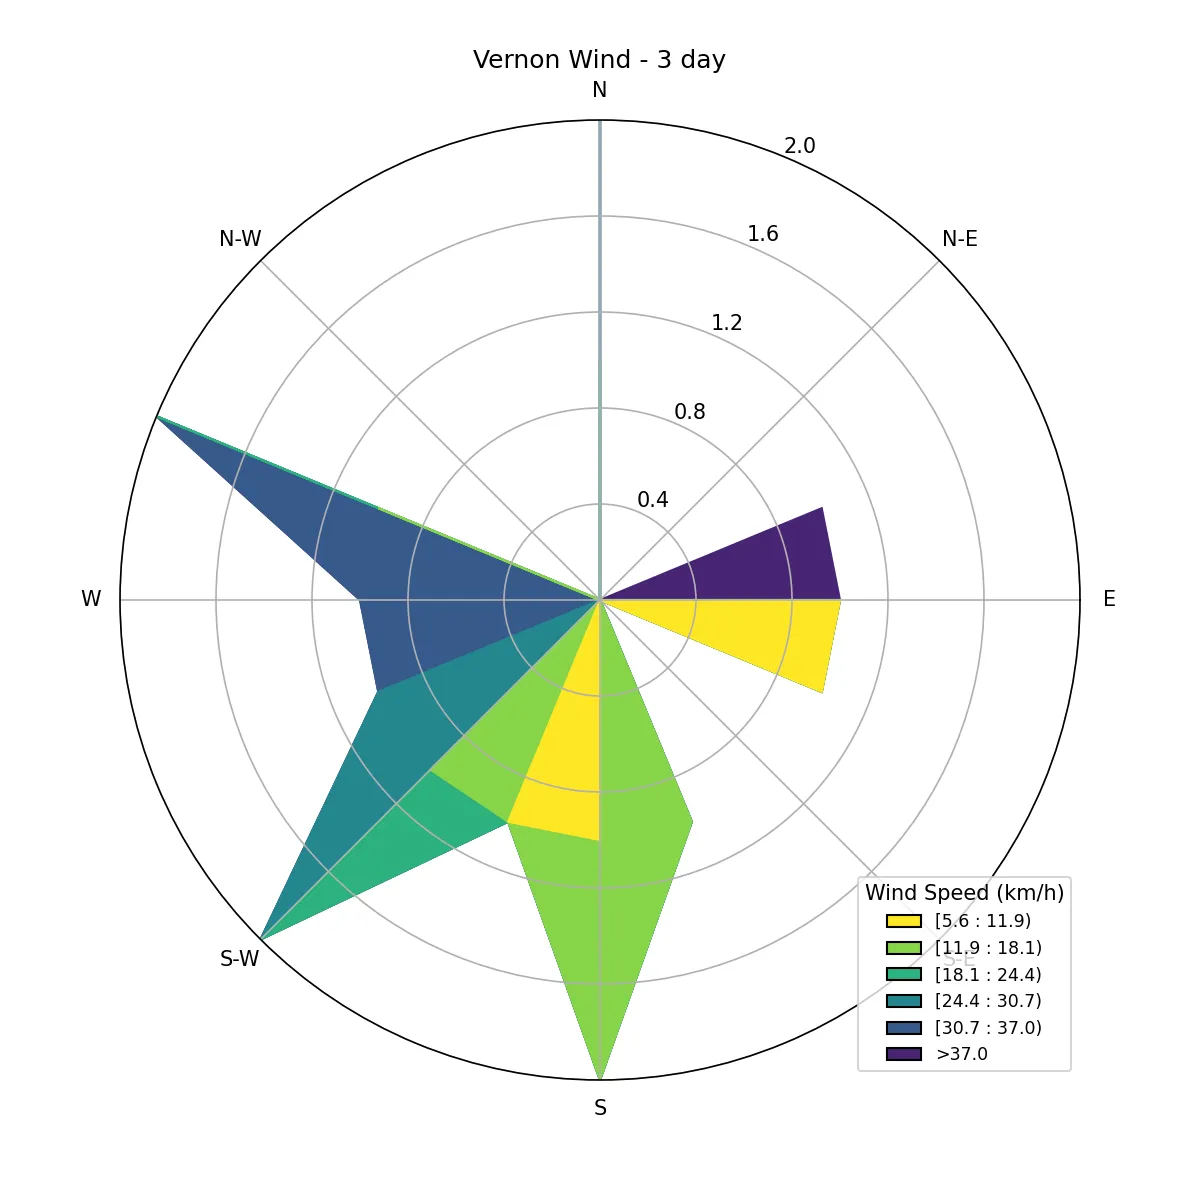 Vernon Wind - 3 day
N
2.0
N-W
1.6
N-E
1.2
0.8
0.4
W
E
Wind Speed (km/h)
[5.6 : 11.9)
[11.9 : 18.1)
S-W
S-E
[18.1 : 24.4)
[24.4 : 30.7)
[30.7 : 37.0)
>37.0
S